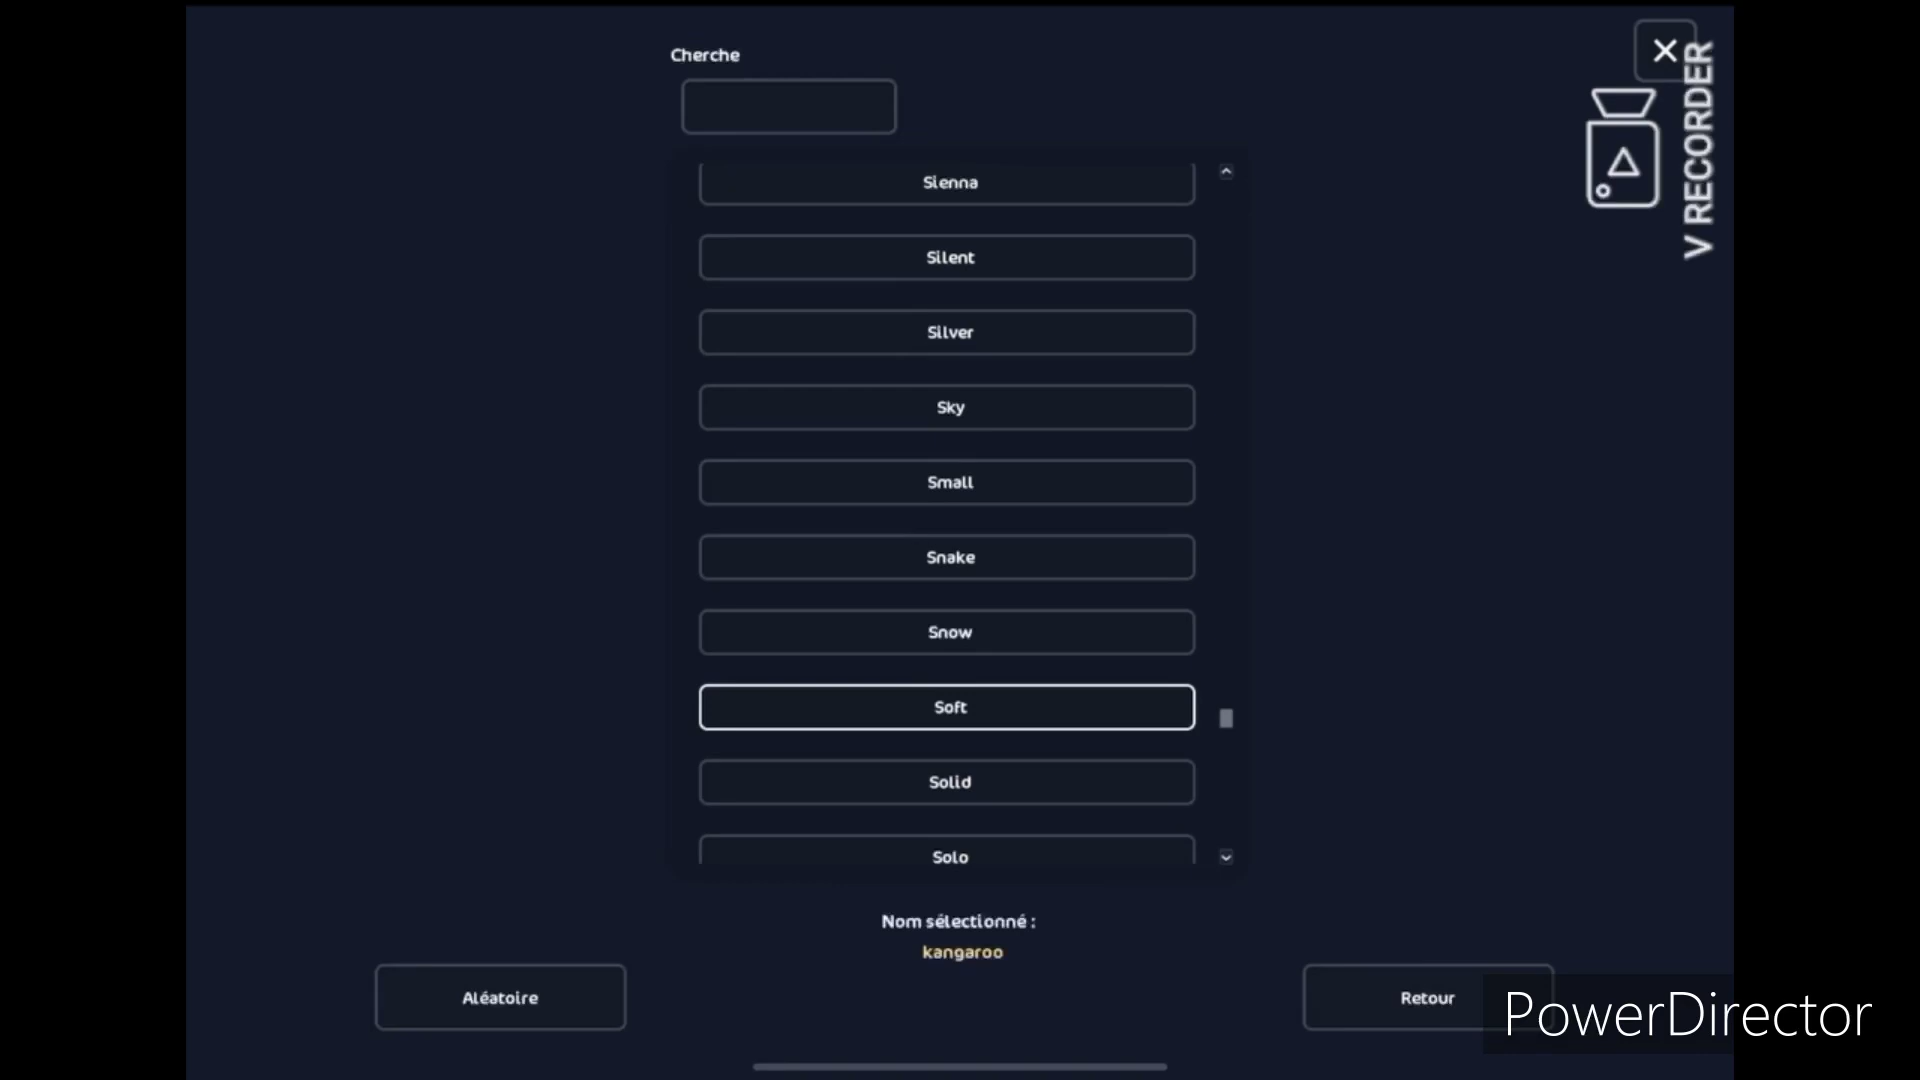 Cherche
V RECORDER
Sienna
Silent
Silver
Sky
Small
Snake
Snow
Soft
Solid
Solo
Nom sélectionné :
kangaroo
Aléatoire
Retour
PowerDirector